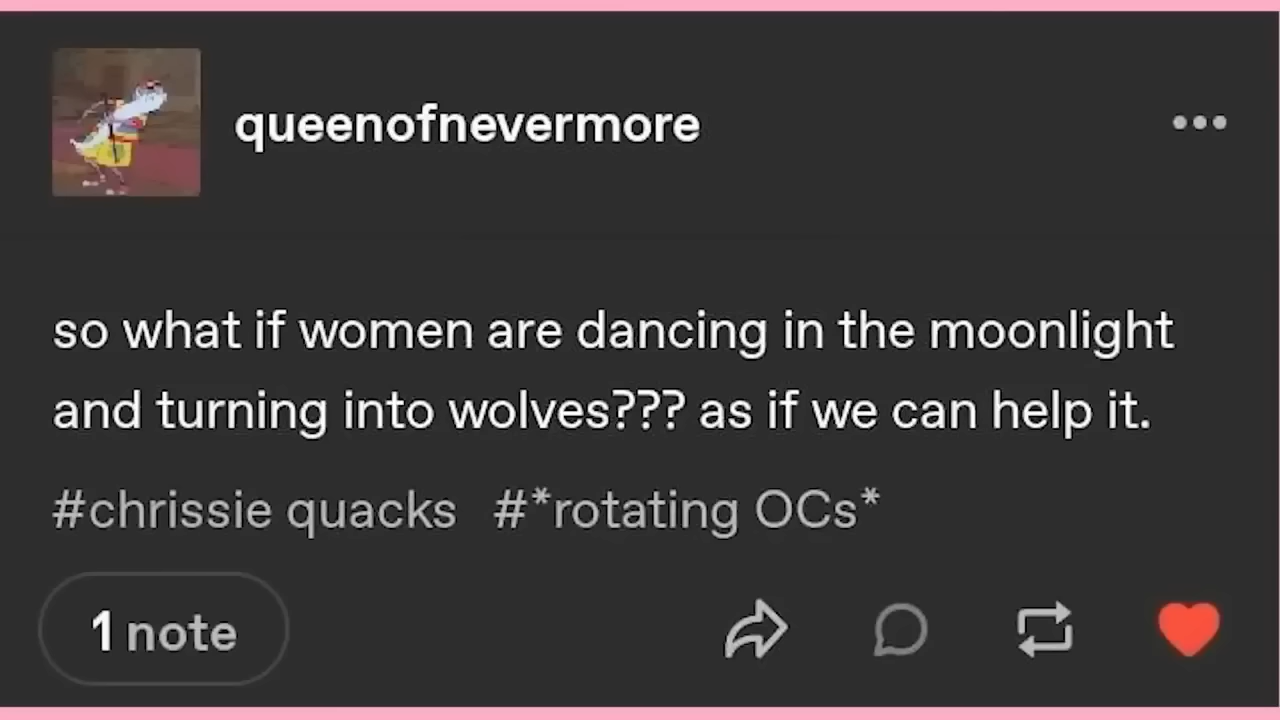 queenofnevermore
so what if women are dancing in the moonlight
and turning into wolves??? as if we can help it.
#chrissie quacks #*rotating OCs*
1 note